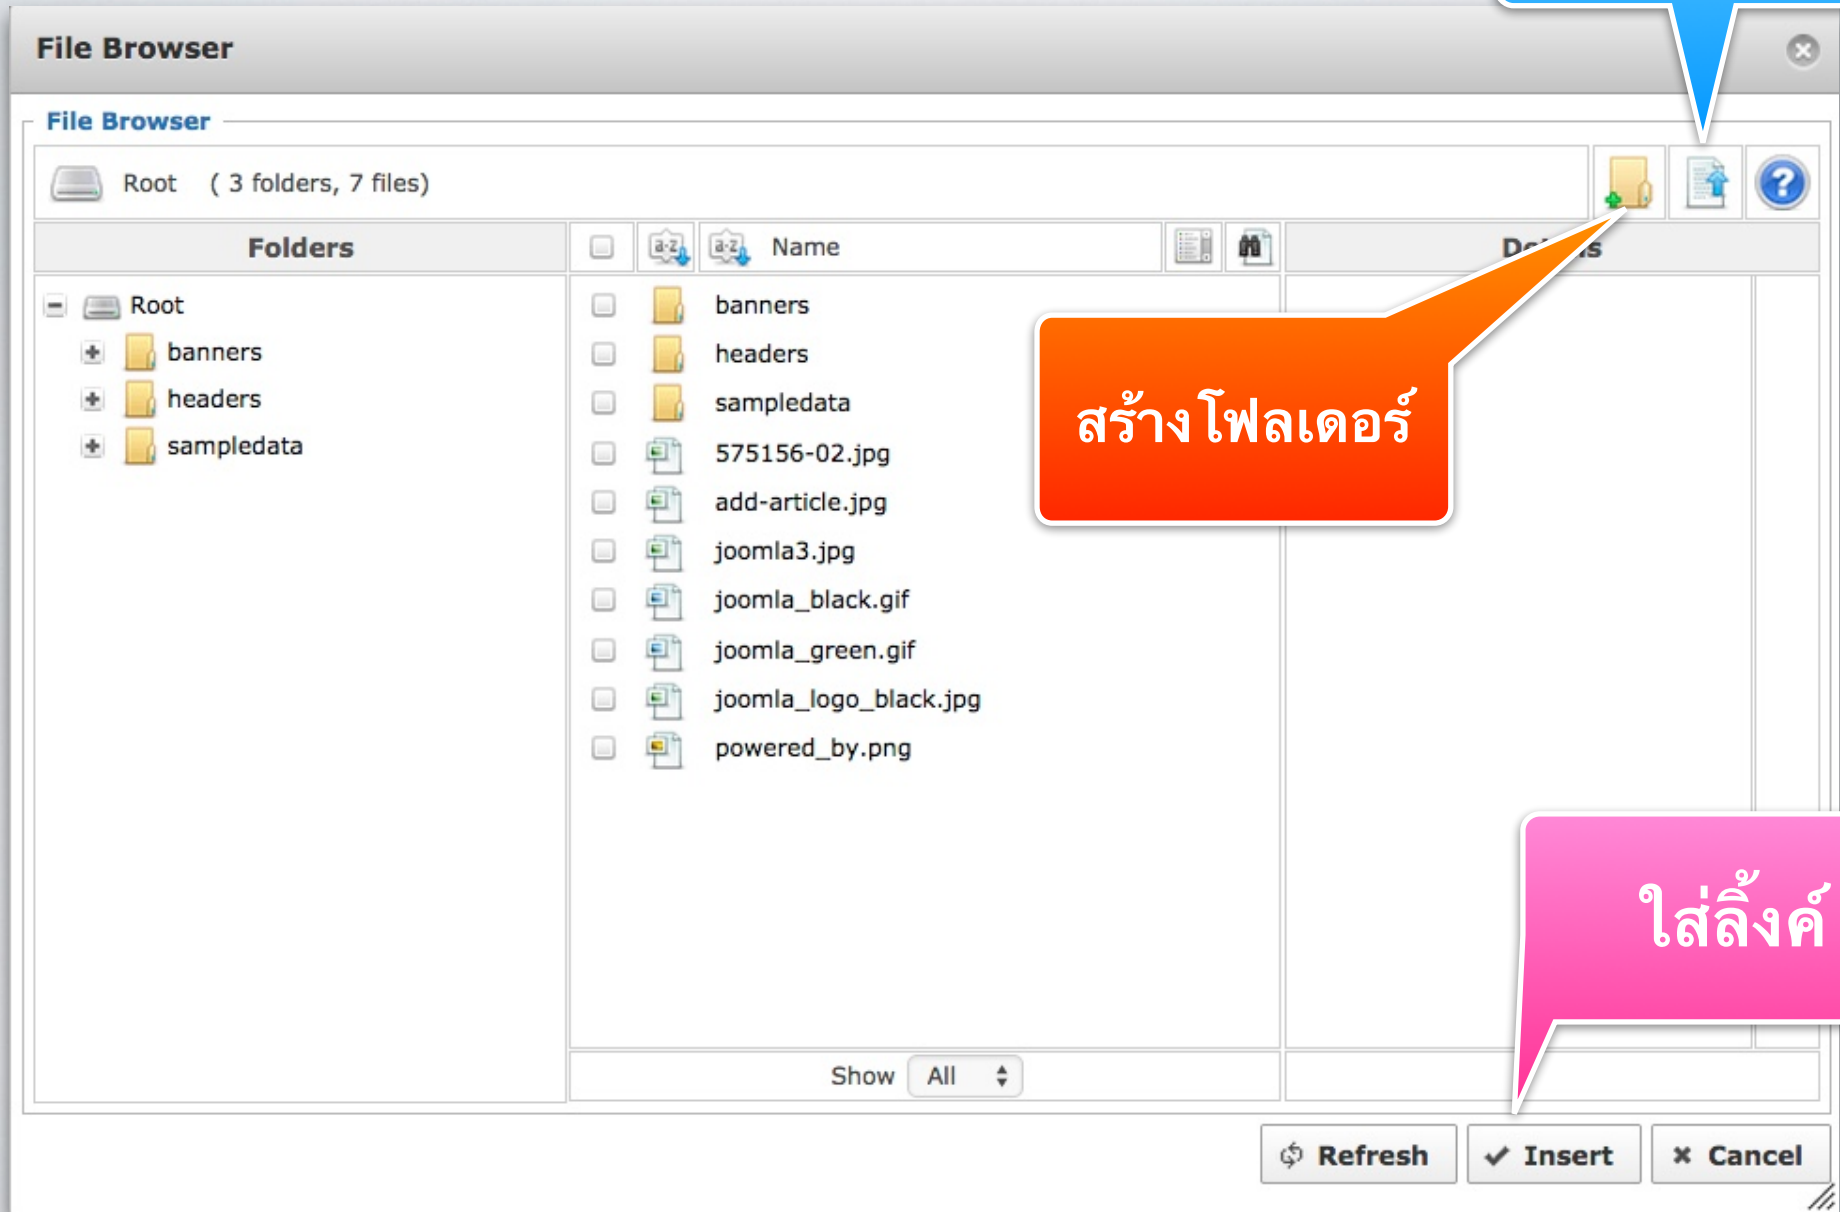 File Browser
File Browser
Root ( 3 folders, 7 files)
Folders
Name
Root
banners
headers
sampledata
banners
headers
sampledata
575156-02.jpg
add-article.jpg
joomla3.jpg
joomla_black.gif
joomla_green.gif
joomla_logo_black.jpg
powered_by.png
สร้างโฟลเดอร์
ใส่ลิ้งค์
Show All
Refresh
Insert
Cancel